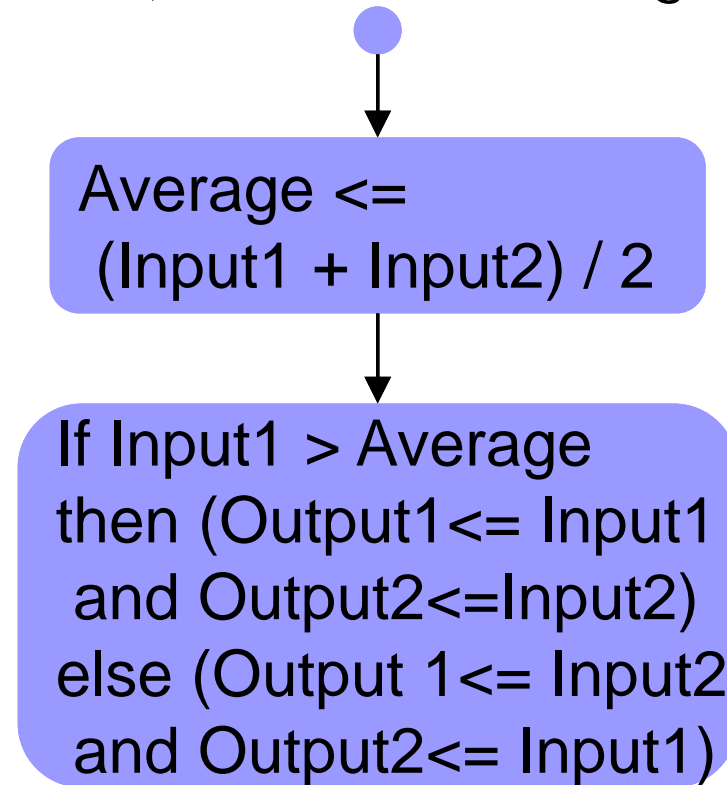 Average <=
(Input1 + Input2) / 2
If Input1 > Average
then (Output1<= Input1
and Output2<=Input2)
else (Output 1<= Input2
and Output2<= Input1)